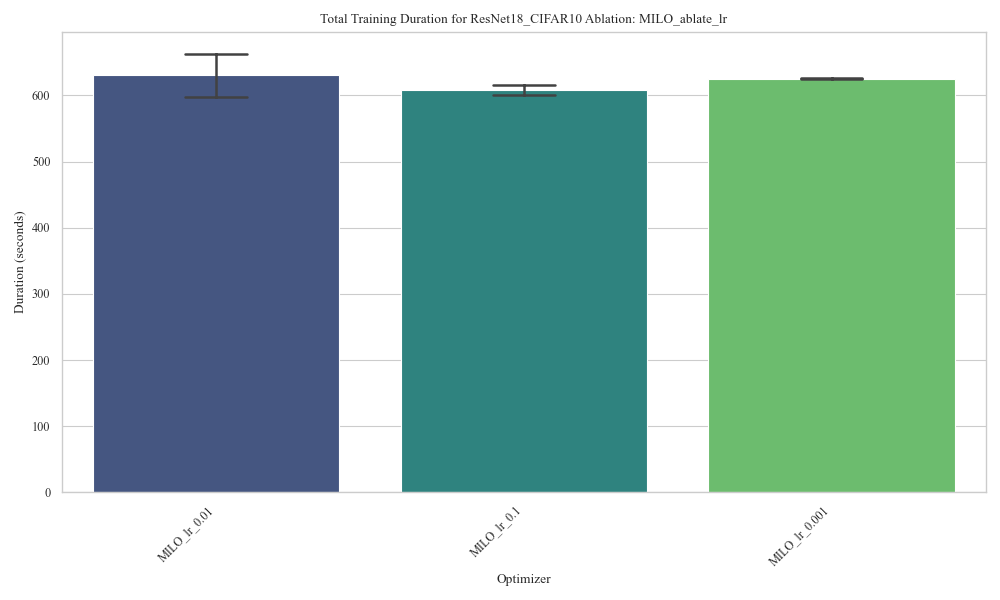 Total Training Duration for ResNet18_CIFAR10 Ablation: MILO_ablate_lr
Duration (seconds)
600
500
400
300
200
100
0
MILO_lr_0.01
MILO_lr_0.1
MILO_lr_0.001
Optimizer